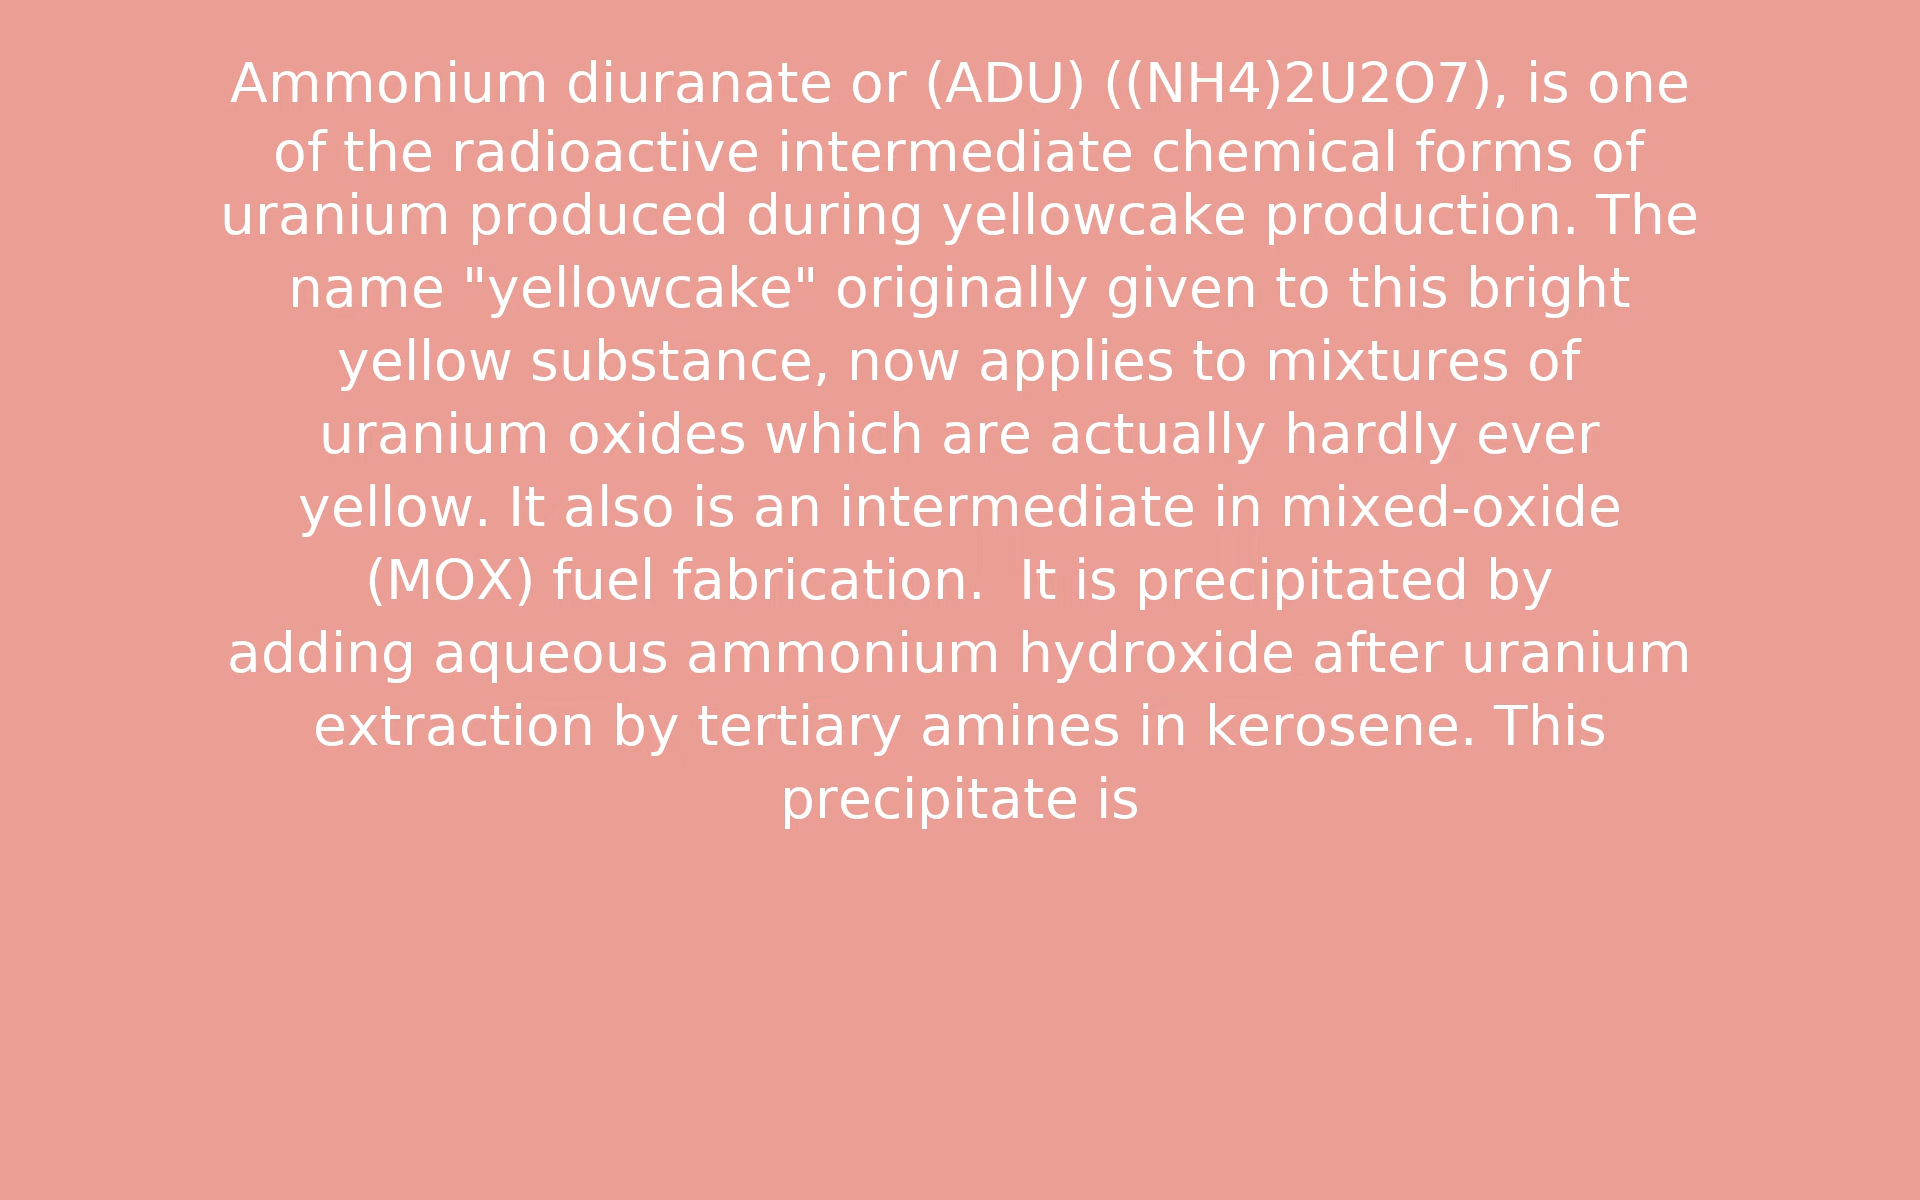 Ammonium diuranate or (ADU) ((NH4)2U2O7), is one
of the radioactive intermediate chemical forms of
uranium produced during yellowcake production. The
name "yellowcake" originally given to this bright
yellow substance, now applies to mixtures of
uranium oxides which are actually hardly ever
yellow. It also is an intermediate in mixed-oxide
(MOX) fuel fabrication.  It is precipitated by
adding aqueous ammonium hydroxide after uranium
extraction by tertiary amines in kerosene. This
precipitate is